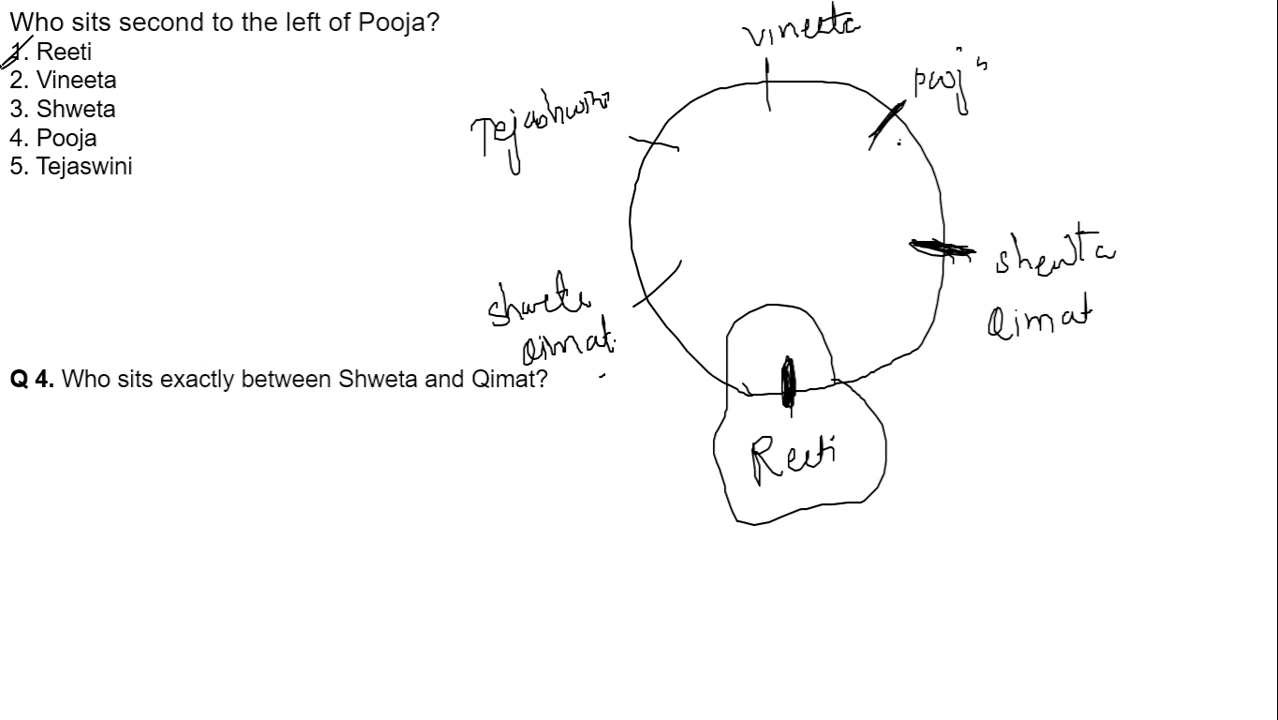 Who sits second to the left of Pooja?
1. Reeti
2. Vineeta
3. Shweta
4. Pooja
5. Tejaswini
vineeta
Tejashwini
shweta
Qimat
shweta
Qimat
Q 4. Who sits exactly between Shweta and Qimat?
Reeti